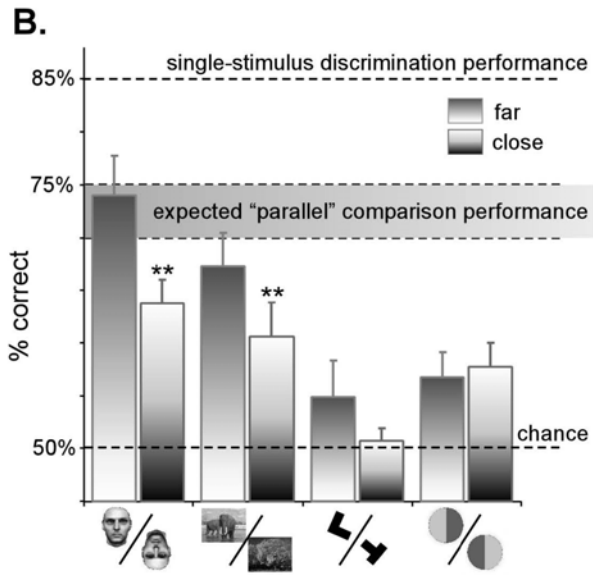 B.
single-stimulus discrimination performance
85%
far
close
75%
expected "parallel" comparison performance
% correct
**
**
chance
50%